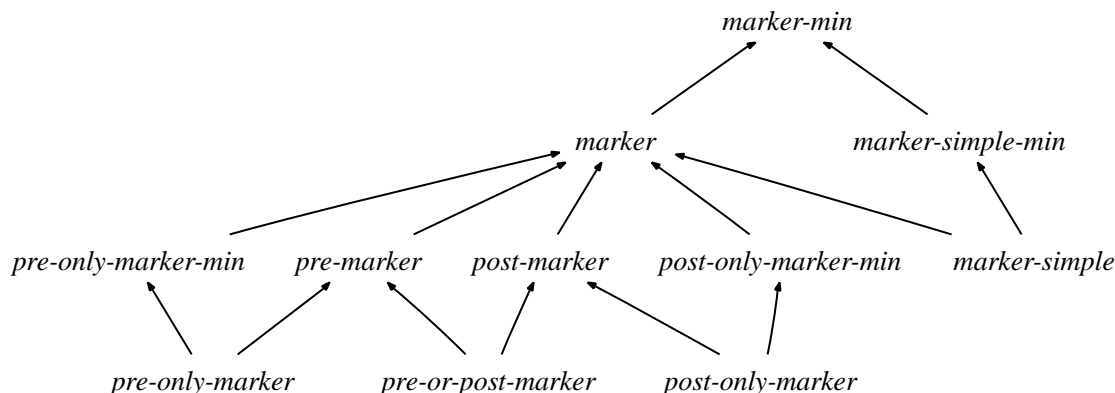 marker-min
marker marker-simple-min
pre-only-marker-min pre-marker post-marker post-only-marker-min marker-simple
pre-only-marker pre-or-post-marker post-only-marker